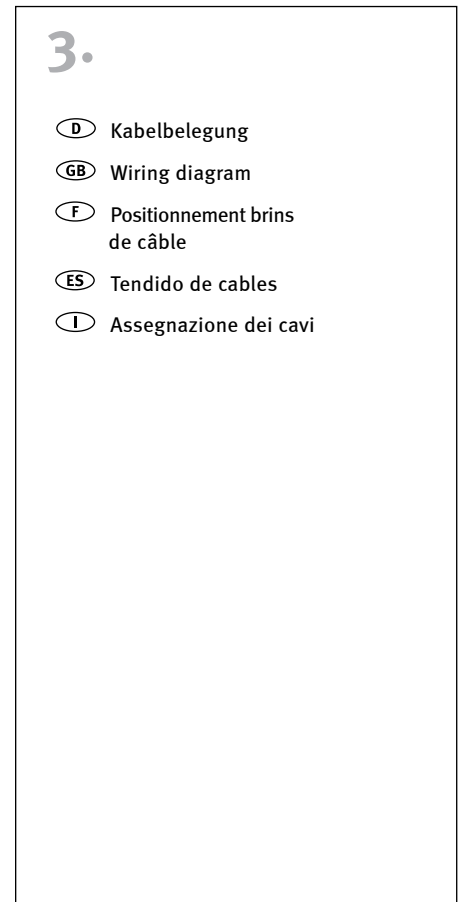 3.
D Kabelbelegung
GB Wiring diagram
F Positionnement brins
de câble
ES Tendido de cables
I Assegnazione dei cavi